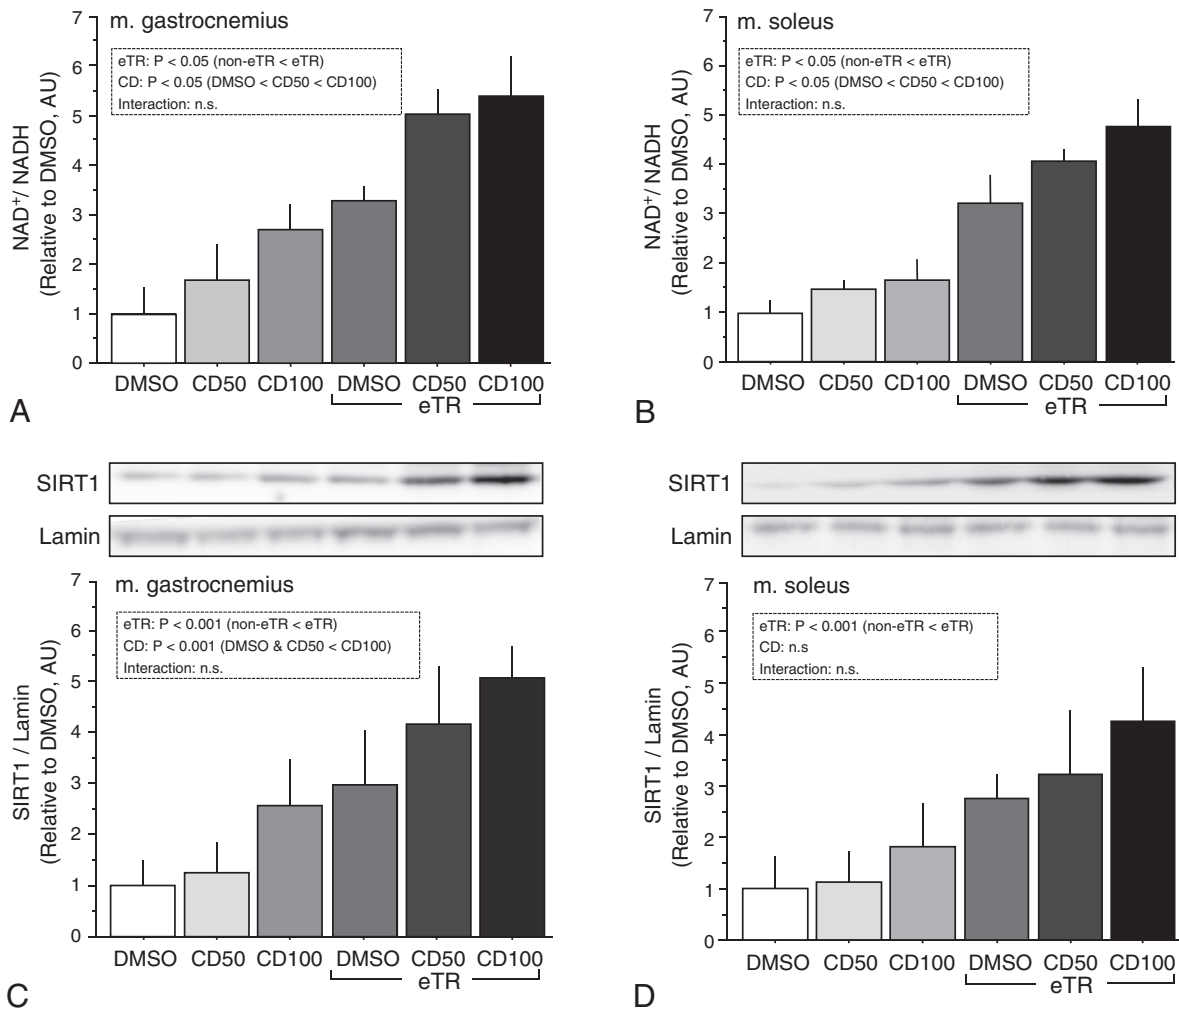 m. gastrocnemius
eTR: P < 0.05 (non-eTR < eTR)
CD: P < 0.05 (DMSO < CD50 < CD100)
Interaction: n.s.
NAD+/ NADH
(Relative to DMSO, AU)
7
6
5
4
3
2
1
0
DMSO CD50 CD100 DMSO CD50 CD100
eTR
A
m. soleus
eTR: P < 0.05 (non-eTR < eTR)
CD: P < 0.05 (DMSO < CD50 < CD100)
Interaction: n.s.
NAD+/ NADH
(Relative to DMSO, AU)
7
6
5
4
3
2
1
0
DMSO CD50 CD100 DMSO CD50 CD100
eTR
B
SIRT1
Lamin
m. gastrocnemius
eTR: P < 0.001 (non-eTR < eTR)
CD: P < 0.001 (DMSO & CD50 < CD100)
Interaction: n.s.
SIRT1 / Lamin
(Relative to DMSO, AU)
7
6
5
4
3
2
1
0
DMSO CD50 CD100 DMSO CD50 CD100
eTR
C
SIRT1
Lamin
m. soleus
eTR: P < 0.001 (non-eTR < eTR)
CD: n.s
Interaction: n.s.
SIRT1 / Lamin
(Relative to DMSO, AU)
7
6
5
4
3
2
1
0
DMSO CD50 CD100 DMSO CD50 CD100
eTR
D